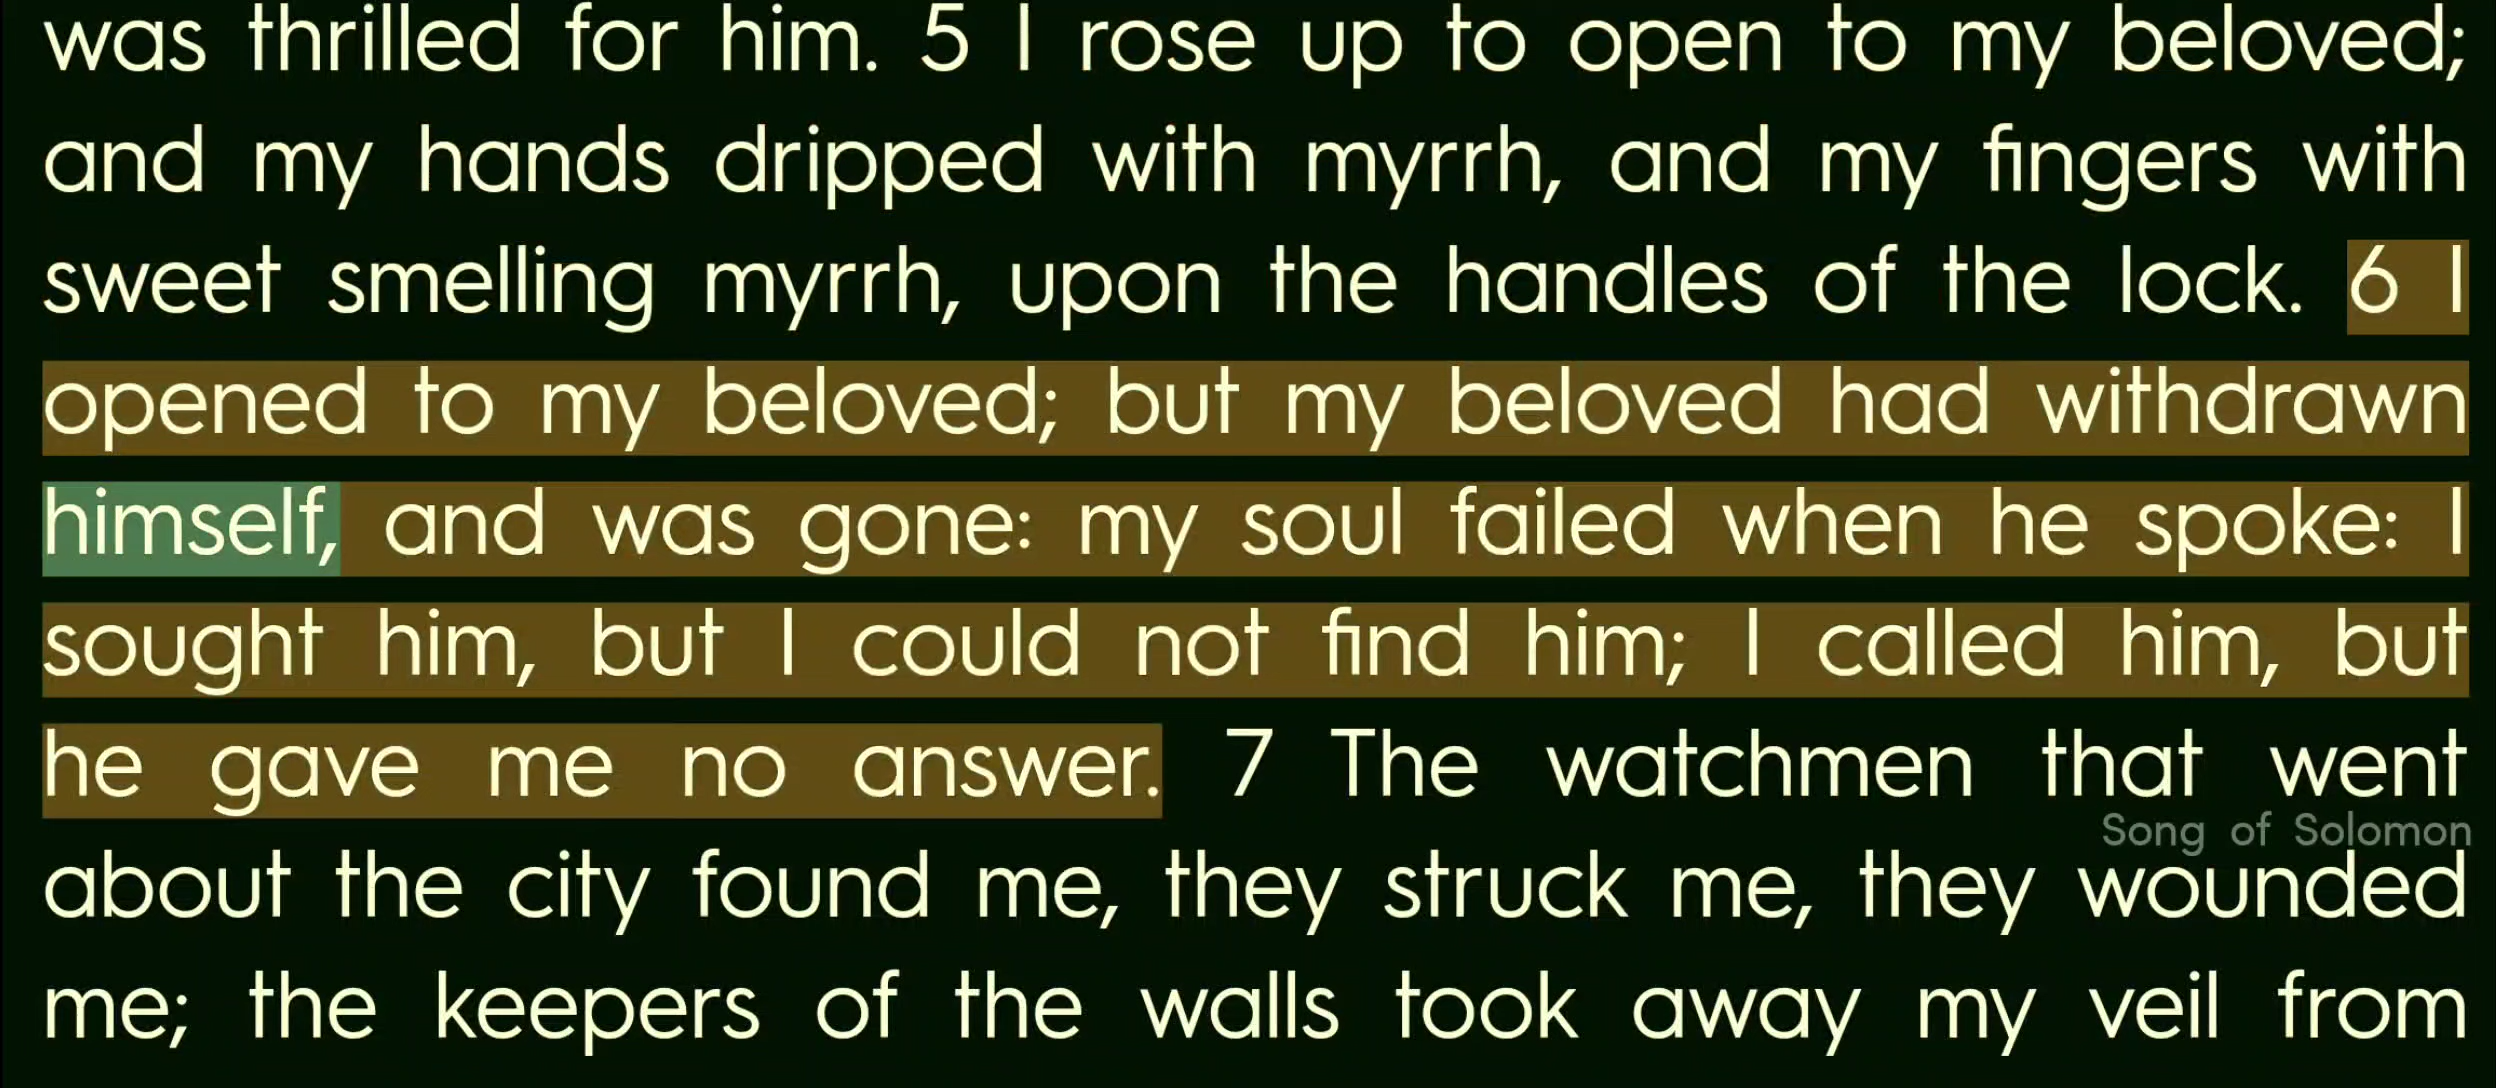 was thrilled for him. 5 I rose up to open to my beloved;
and my hands dripped with myrrh, and my fingers with
sweet smelling myrrh, upon the handles of the lock. 6 I
opened to my beloved; but my beloved had withdrawn
himself, and was gone: my soul failed when he spoke: I
sought him, but I could not find him; I called him, but
he gave me no answer. 7 The watchmen that went
Song of Solomon
about the city found me, they struck me, they wounded
me; the keepers of the walls took away my veil from